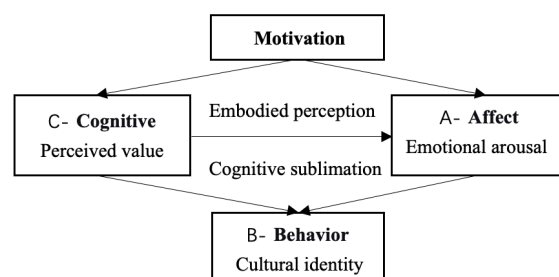 Motivation
C- Cognitive
Perceived value
Embodied perception
Cognitive sublimation
A- Affect
Emotional arousal
B- Behavior
Cultural identity